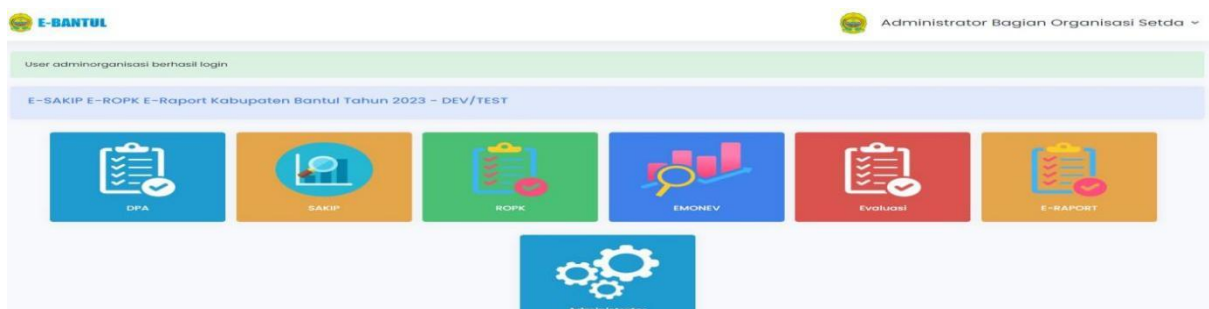 E-BANTUL
Administrator Bagian Organisasi Setda
User adminorganisasi berhasil login
E-SAKIP E-ROPK E-Raport Kabupaten Bantul Tahun 2023 - DEV/TEST
DPA
SAKIP
ROPK
EMONEV
Evaluasi
E-RAPORT